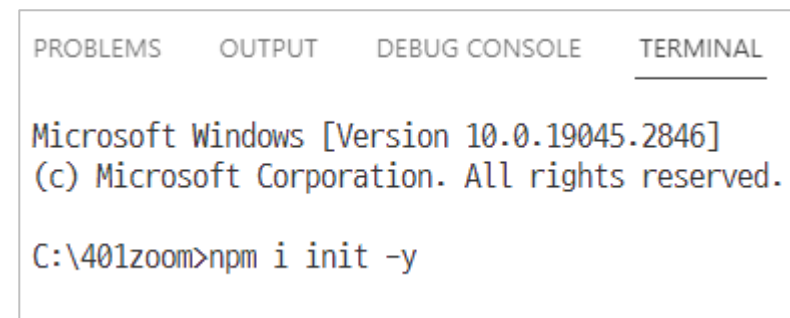 PROBLEMS OUTPUT DEBUG CONSOLE TERMINAL
Microsoft Windows [Version 10.0.19045.2846]
(c) Microsoft Corporation. All rights reserved.
C:\401zoom>npm i init -y